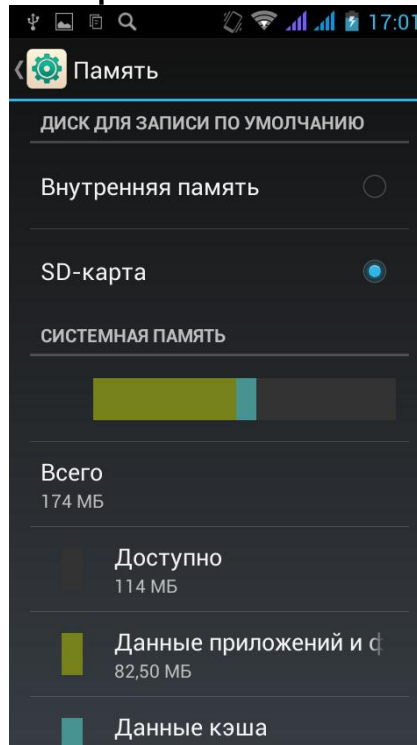 17:01
Память
ДИСК ДЛЯ ЗАПИСИ ПО УМОЛЧАНИЮ
Внутренняя память
SD-карта
СИСТЕМНАЯ ПАМЯТЬ
Всего
174 МБ
Доступно
114 МБ
Данные приложений и
82,50 МБ
Данные кэша